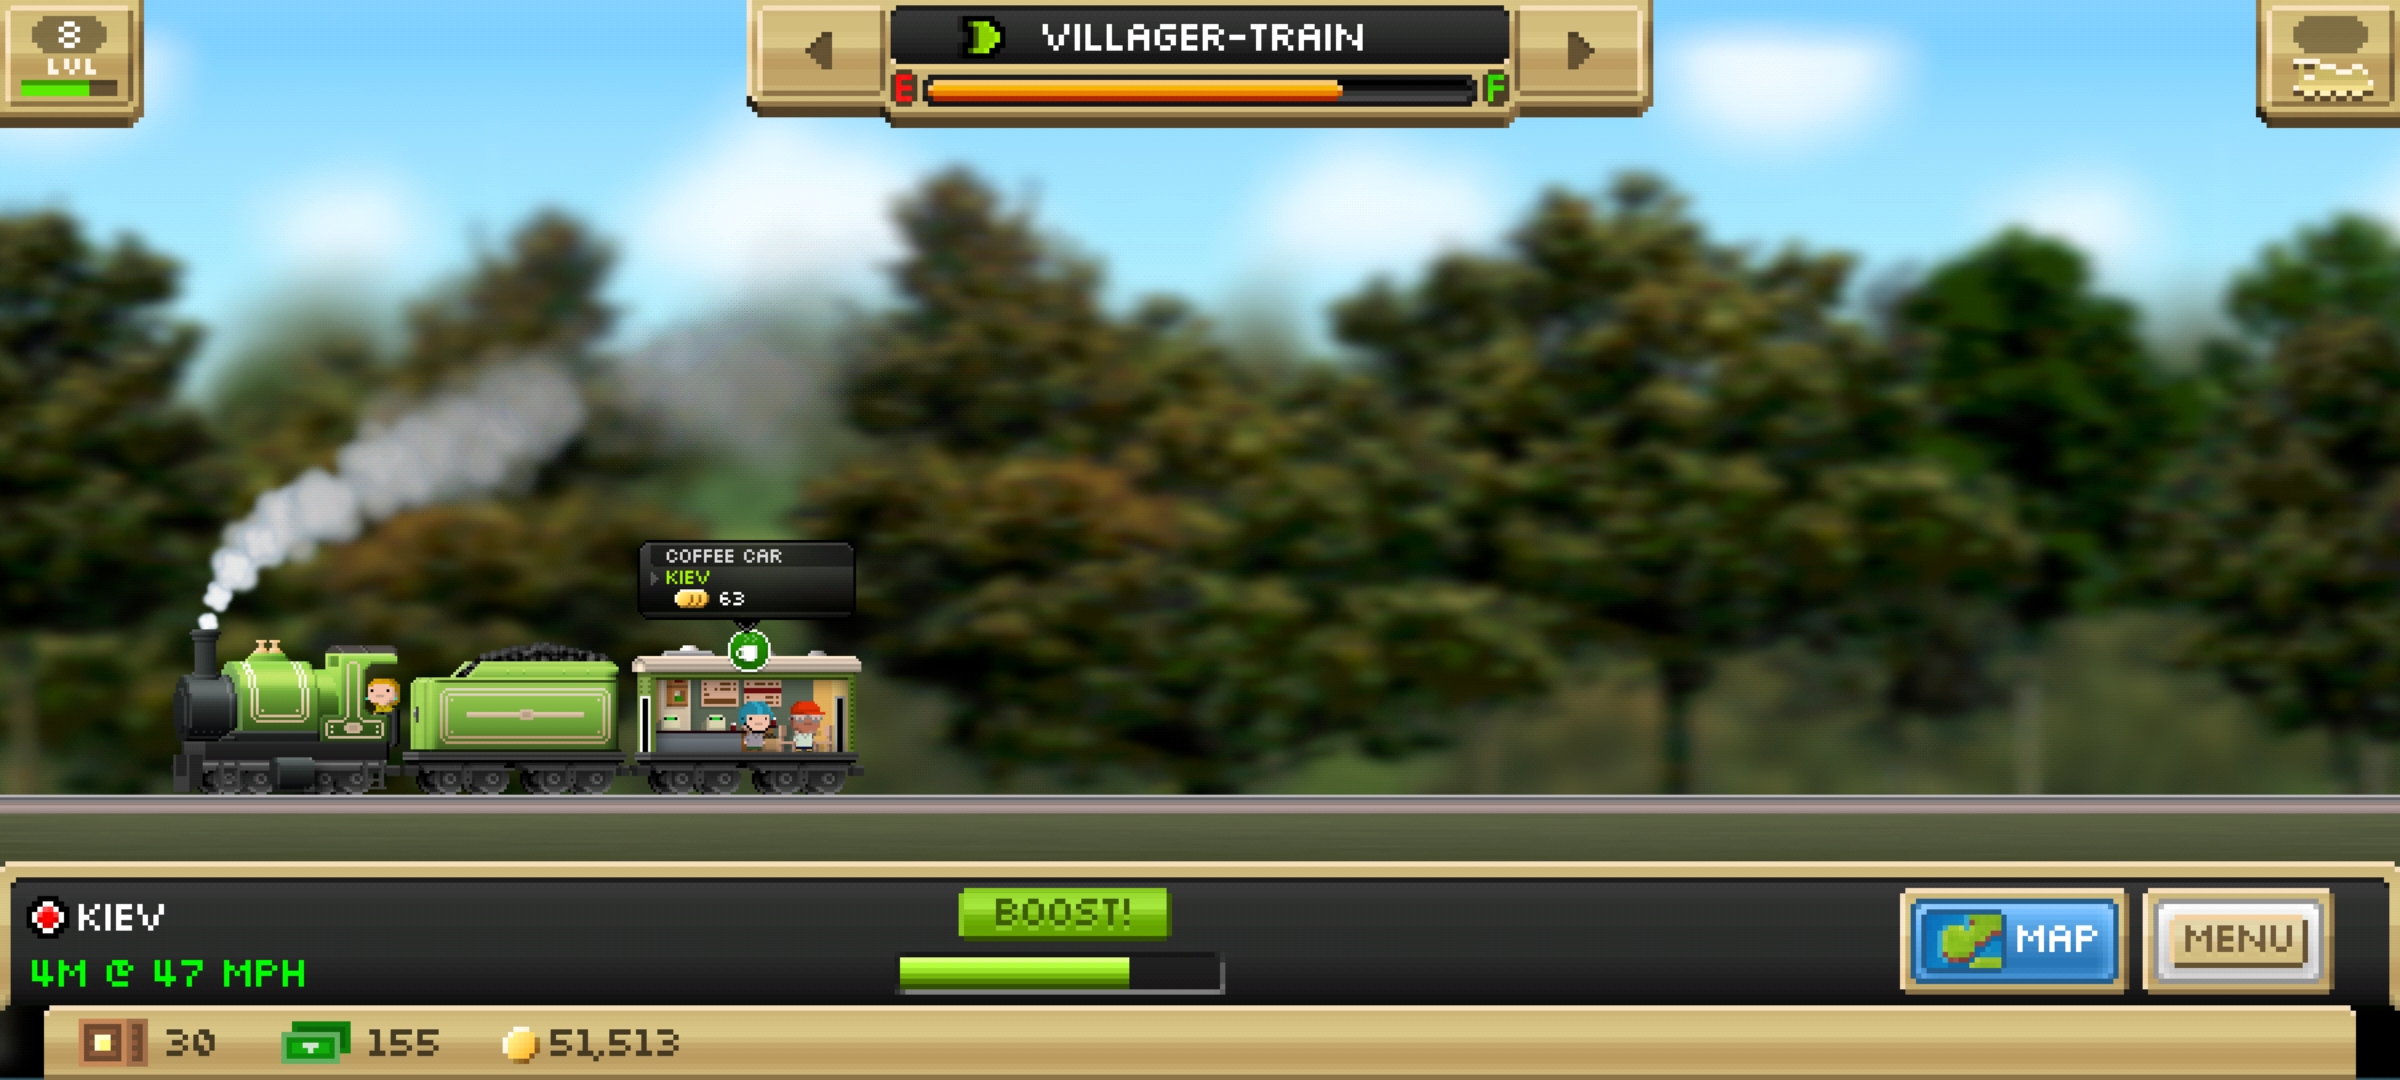 8
LVL
VILLAGER-TRAIN
E
F
COFFEE CAR
KIEV
63
KIEV
4M @ 47 MPH
BOOST!
MAP
MENU
30
155
51,513